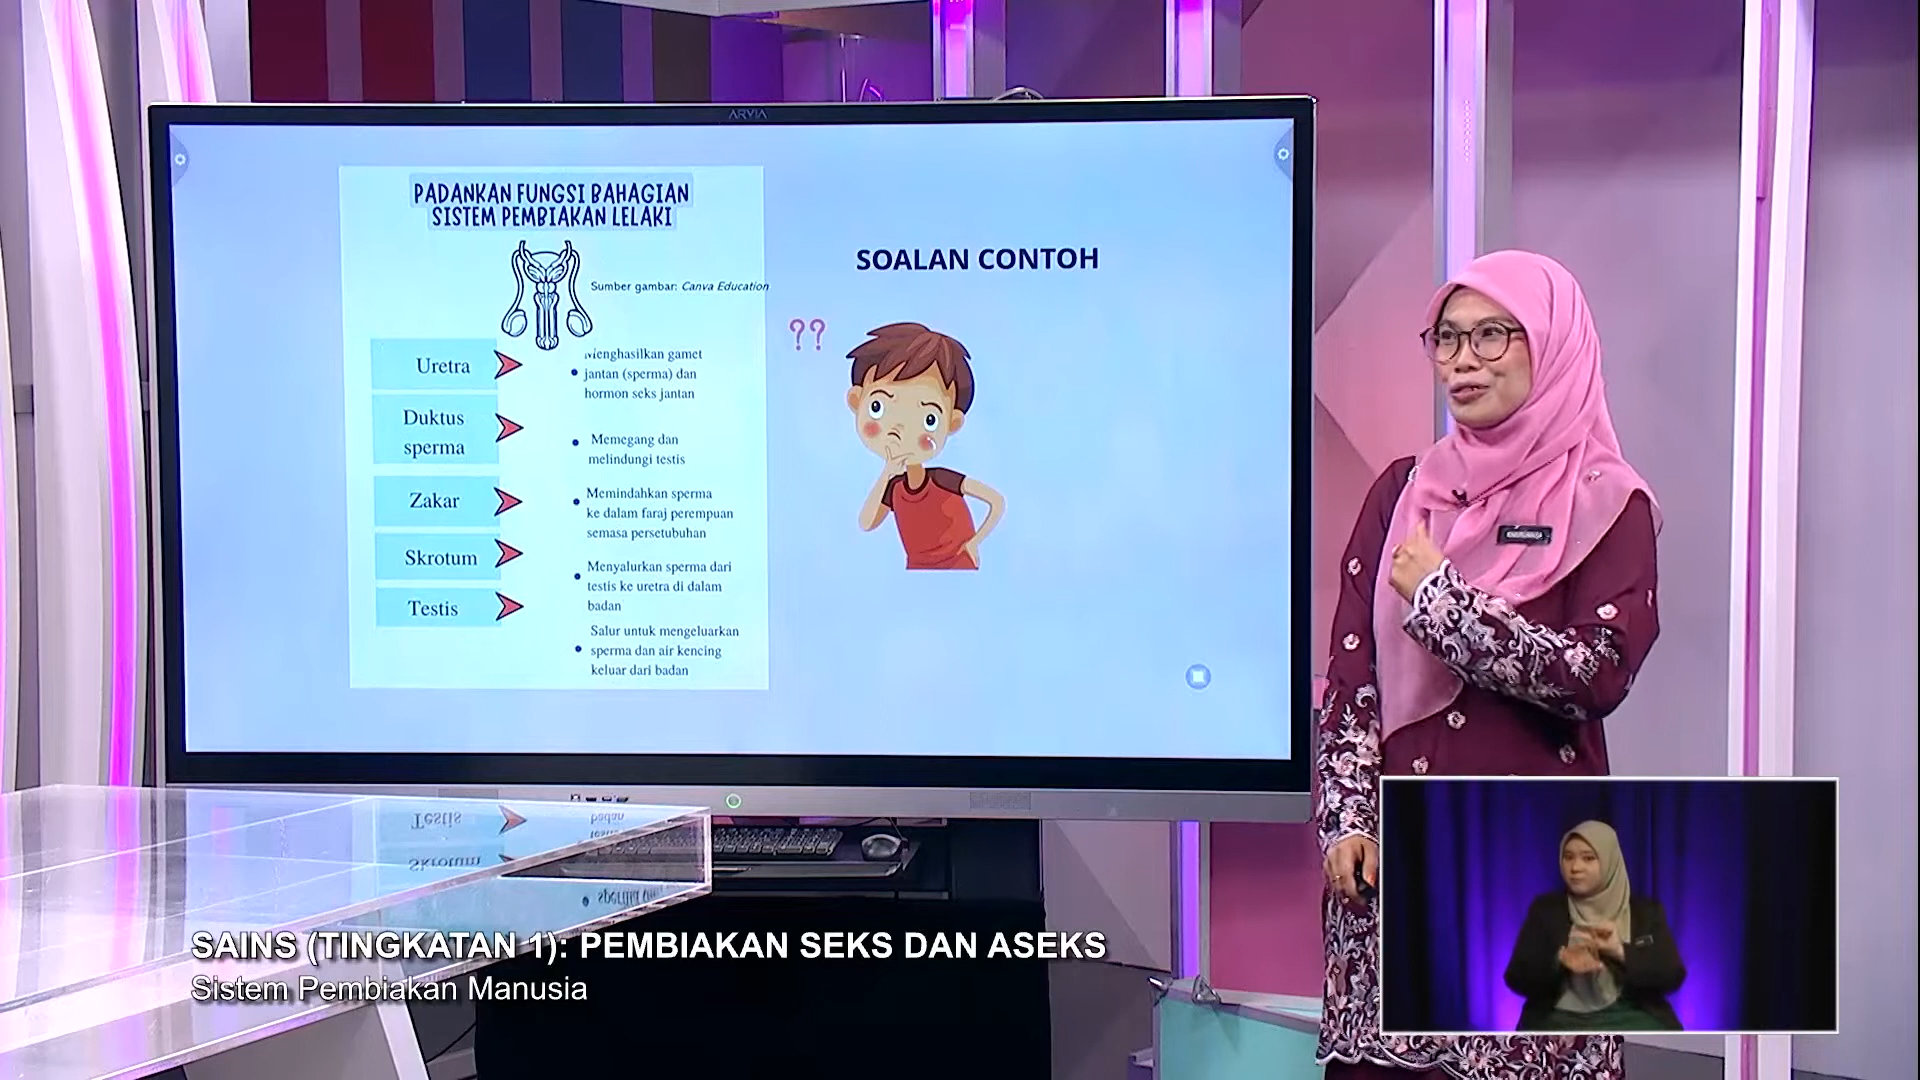 ARVIA
PADANKAN FUNGSI BAHAGIAN
SISTEM PEMBIAKAN LELAKI
Sumber gambar: Canva Education
Uretra
Duktus
sperma
Zakar
Skrotum
Testis
Menghasilkan gamet
jantan (sperma) dan
hormon seks jantan
Memegang dan
melindungi testis
Memindahkan sperma
ke dalam faraj perempuan
semasa persetubuhan
Menyalurkan sperma dari
testis ke uretra di dalam
badan
Salur untuk mengeluarkan
sperma dan air kencing
keluar dari badan
SOALAN CONTOH
??
SAINS (TINGKATAN 1): PEMBIAKAN SEKS DAN ASEKS
Sistem Pembiakan Manusia